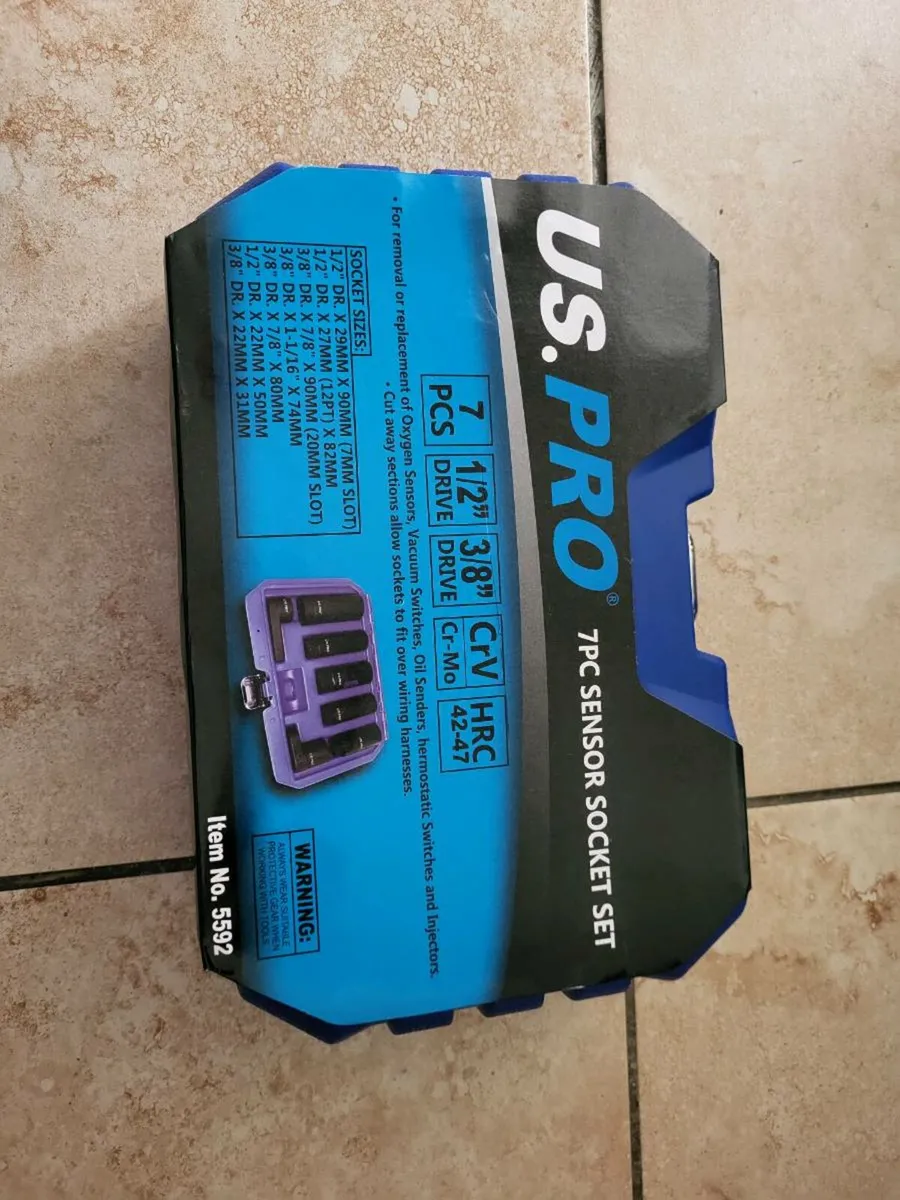 US.PRO® 7PC SENSOR SOCKET SET
7 PCS
1/2” DRIVE
3/8” DRIVE
CrV Cr-Mo
HRC 42-47
• For removal or replacement of Oxygen Sensors, Vacuum Switches, Oil Senders, hermostatic Switches and Injectors.
• Cut away sections allow sockets to fit over wiring harnesses.
SOCKET SIZES:
1/2" DR. X 29MM X 90MM (7MM SLOT)
1/2" DR. X 27MM (12PT) X 82MM
3/8" DR. X 7/8" X 90MM (20MM SLOT)
3/8" DR. X 1-1/16" X 74MM
3/8" DR. X 7/8" X 80MM
1/2" DR. X 22MM X 50MM
3/8" DR. X 22MM X 31MM
WARNING:
ALWAYS WEAR SUITABLE
PROTECTIVE GEAR WHEN
WORKING WITH TOOLS
Item No. 5592